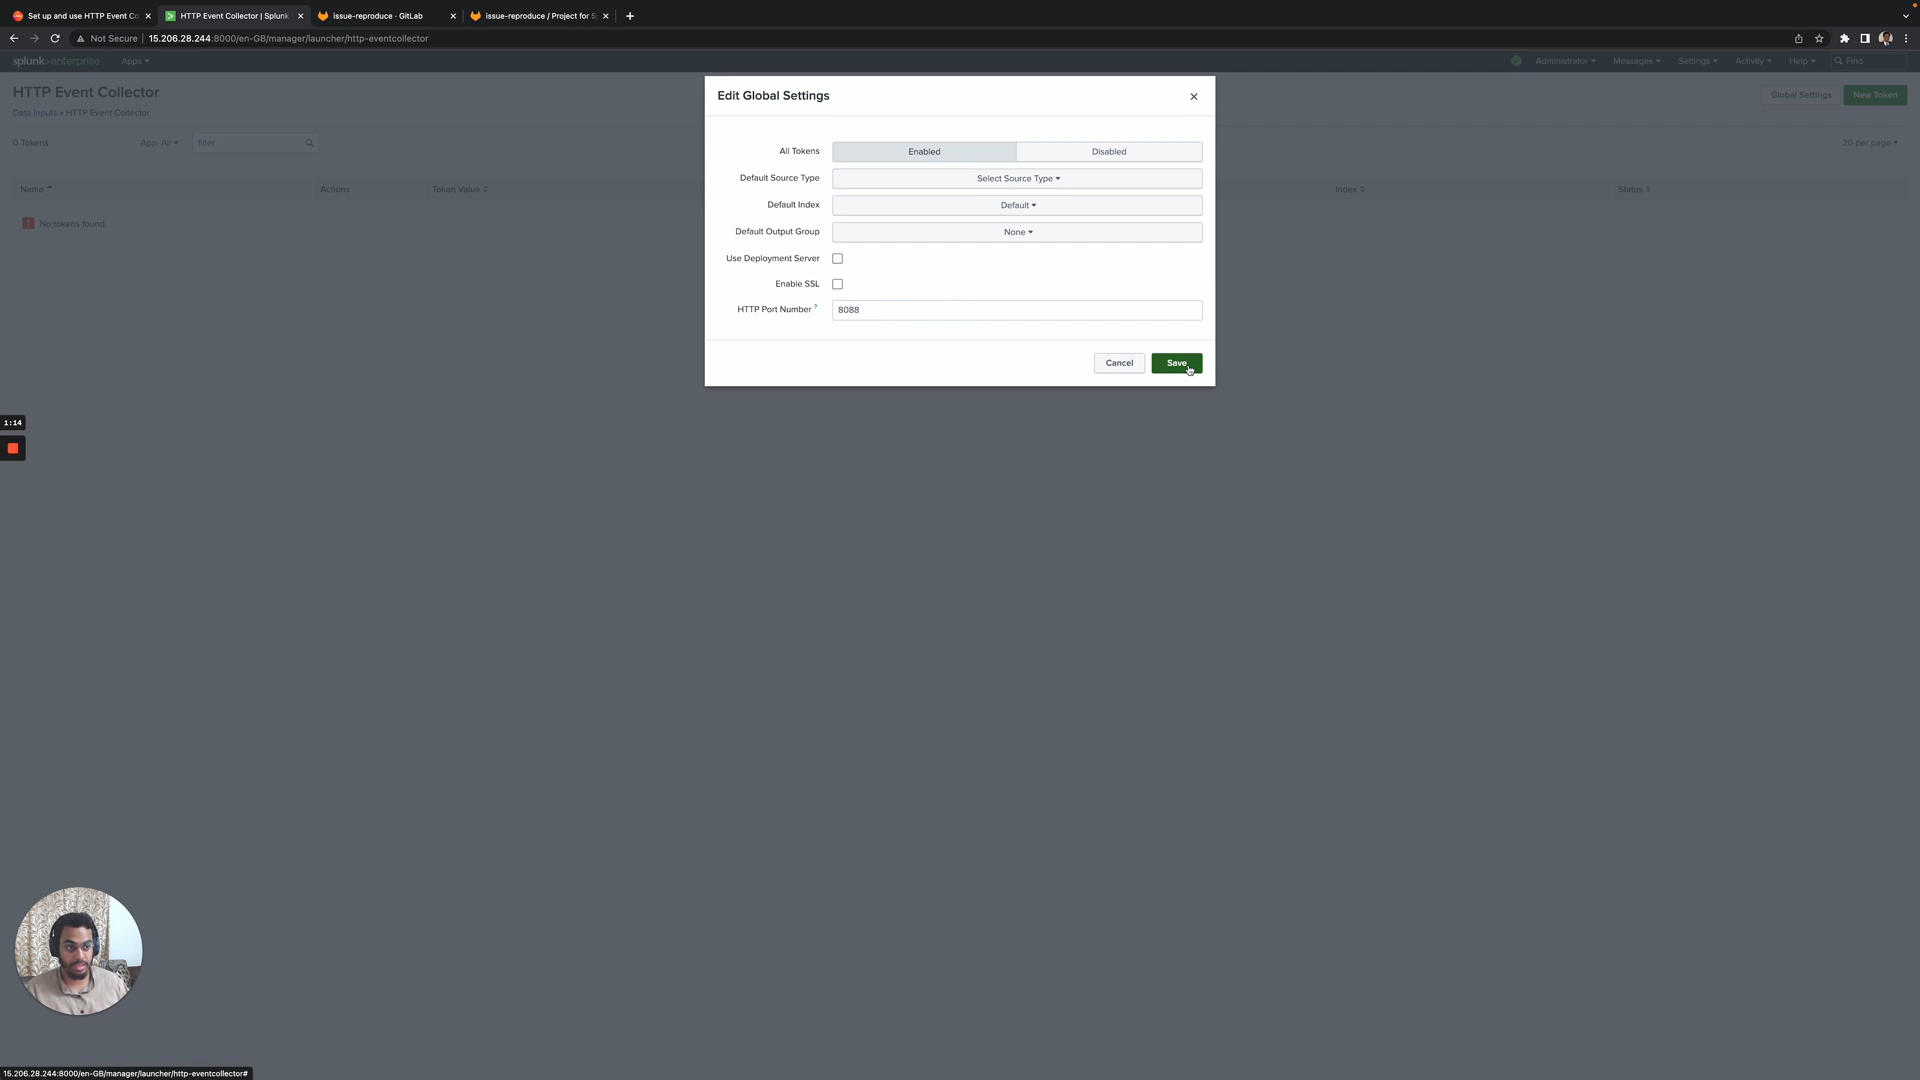 Set up and use HTTP Event Co
HTTP Event Collector | Splunk
issue-reproduce · GitLab
issue-reproduce / Project for S
Not Secure
15.206.28.244:8000/en-GB/manager/launcher/http-eventcollector
splunk>enterprise
Apps
Administrator
Messages
Settings
Activity
Help
Find
HTTP Event Collector
Global Settings
New Token
Data Inputs » HTTP Event Collector
0 Tokens
App: All
filter
20 per page
Name
Actions
Token Value
Index
Status
No tokens found.
Edit Global Settings
All Tokens
Enabled
Disabled
Default Source Type
Select Source Type
Default Index
Default
Default Output Group
None
Use Deployment Server
Enable SSL
HTTP Port Number ?
8088
Cancel
Save
1:14
15.206.28.244:8000/en-GB/manager/launcher/http-eventcollector#